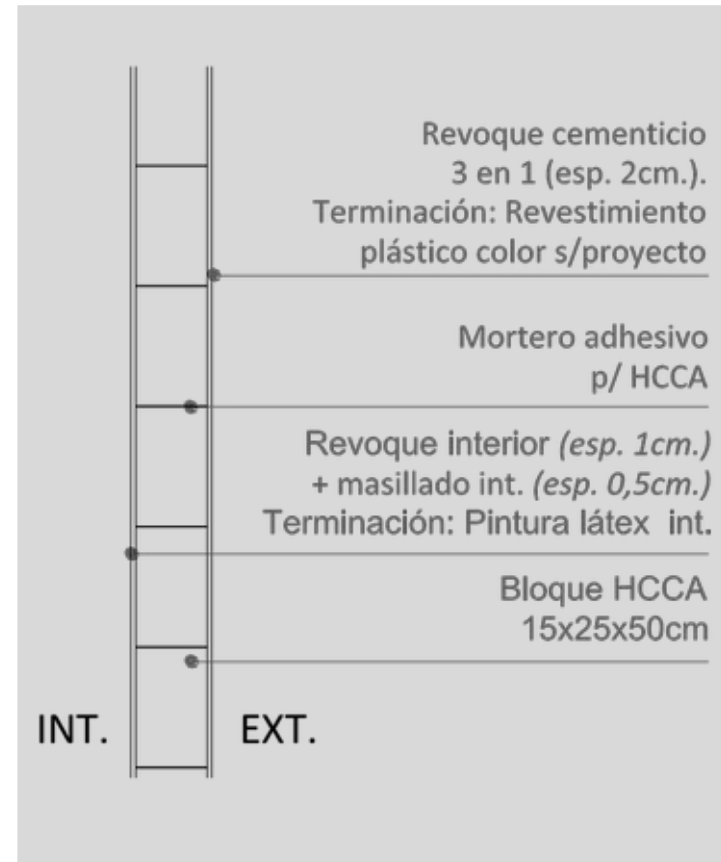 Revoque cementicio
3 en 1 (esp. 2cm.).
Terminación: Revestimiento
plástico color s/proyecto
Mortero adhesivo
p/ HCCA
Revoque interior (esp. 1cm.)
+ masillado int. (esp. 0,5cm.)
Terminación: Pintura látex int.
Bloque HCCA
15x25x50cm
INT. EXT.